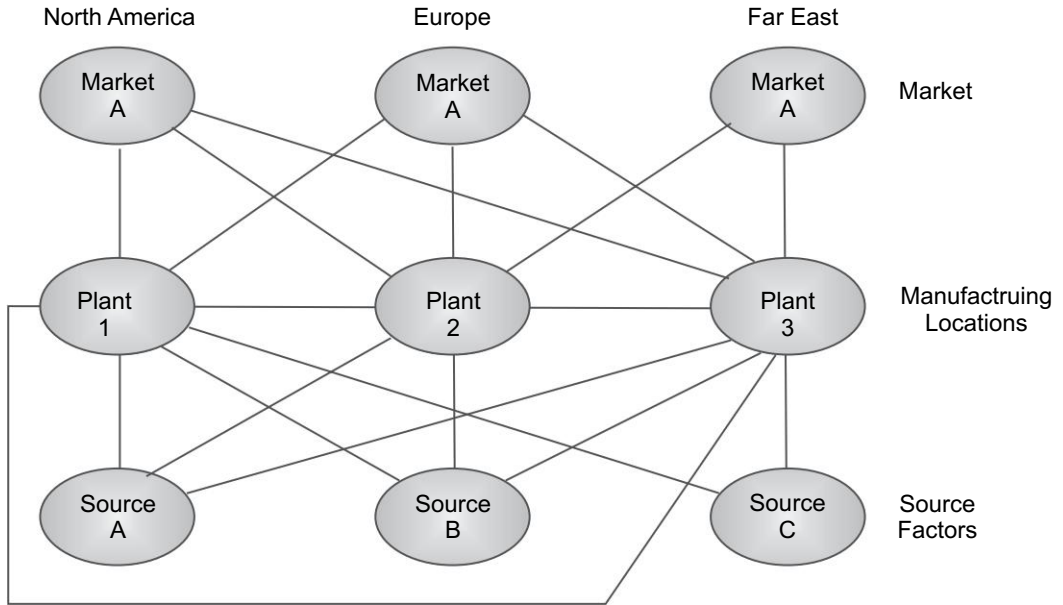 North America
Europe
Far East
Market
A
Market
A
Market
A
Market
Plant
1
Plant
2
Plant
3
Manufactruing
Locations
Source
A
Source
B
Source
C
Source
Factors